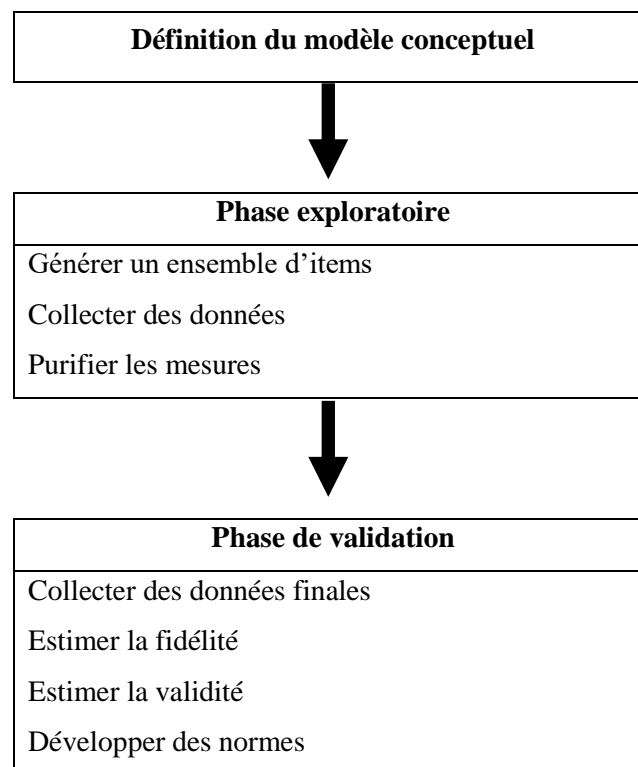 Définition du modèle conceptuel
Phase exploratoire
Générer un ensemble d’items
Collecter des données
Purifier les mesures
Phase de validation
Collecter des données finales
Estimer la fidélité
Estimer la validité
Développer des normes